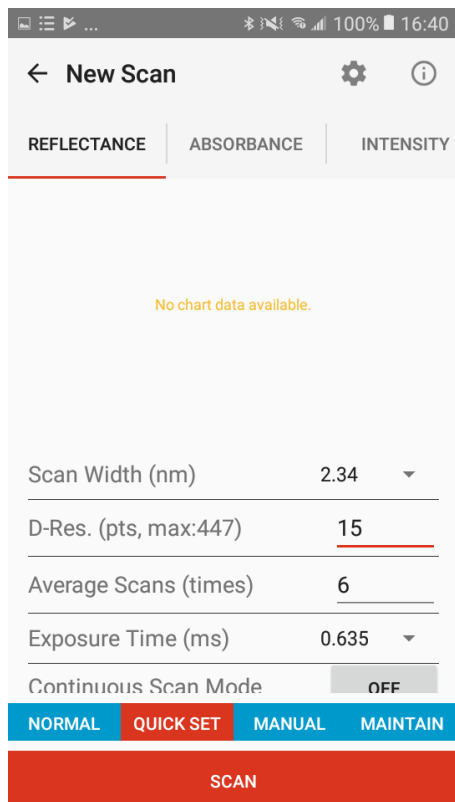 ... 100% 16:40
New Scan
REFLECTANCE ABSORBANCE INTENSITY
No chart data available.
Scan Width (nm) 2.34
D-Res. (pts, max:447) 15
Average Scans (times) 6
Exposure Time (ms) 0.635
Continuous Scan Mode OFF
NORMAL QUICK SET MANUAL MAINTAIN
SCAN